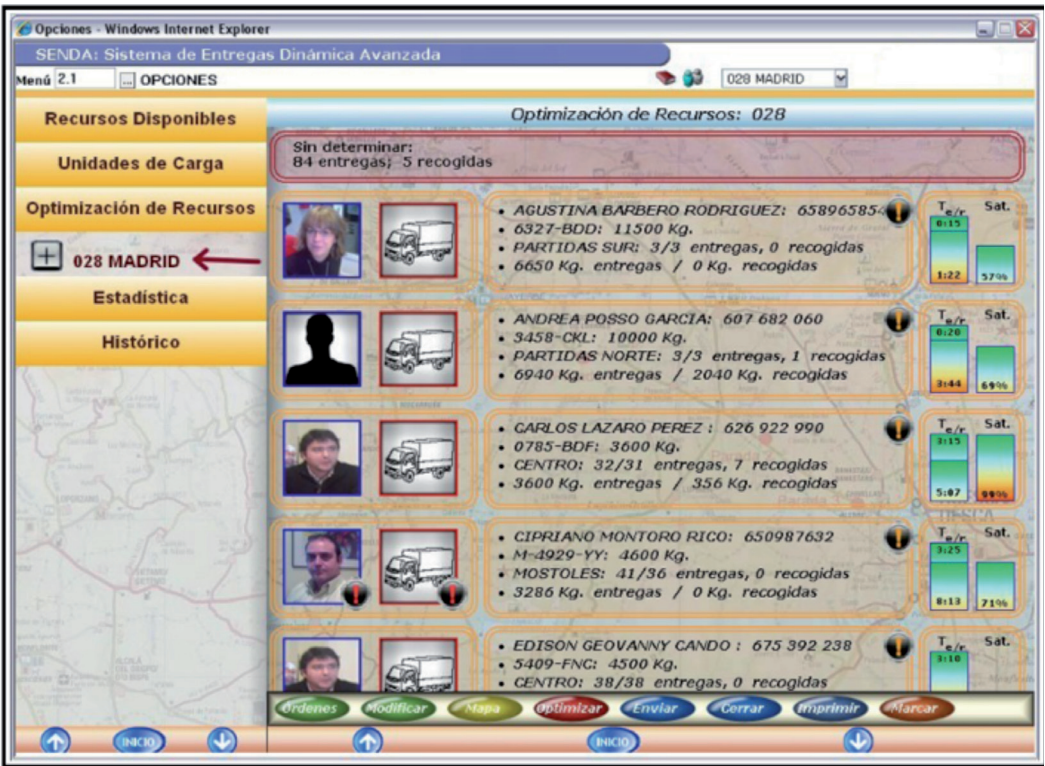 Opciones - Windows Internet Explorer
SENDA: Sistema de Entregas Dinámica Avanzada
Menú 2.1 ... OPCIONES
028 MADRID
Recursos Disponibles
Unidades de Carga
Optimización de Recursos
028 MADRID
Estadística
Histórico
Optimización de Recursos: 028
Sin determinar:
84 entregas; 5 recogidas
• AGUSTINA BARBERO RODRIGUEZ: 65896585
• 6327-BDD: 11500 Kg.
• PARTIDAS SUR: 3/3 entregas, 0 recogidas
• 6650 Kg. entregas / 0 Kg. recogidas
Te/r Sat.
0:15
1:22 57%
• ANDREA POSSO GARCIA: 607 682 060
• 3458-CKL: 10000 Kg.
• PARTIDAS NORTE: 3/3 entregas, 1 recogidas
• 6940 Kg. entregas / 2040 Kg. recogidas
Te/r Sat.
0:20
3:44 69%
• CARLOS LAZARO PEREZ : 626 922 990
• 0785-BDF: 3600 Kg.
• CENTRO: 32/31 entregas, 7 recogidas
• 3600 Kg. entregas / 356 Kg. recogidas
Te/r Sat.
3:15
5:07 99%
• CIPRIANO MONTORO RICO: 650987632
• M-4929-YY: 4600 Kg.
• MOSTOLES: 41/36 entregas, 0 recogidas
• 3286 Kg. entregas / 0 Kg. recogidas
Te/r Sat.
3:25
8:13 71%
• EDISON GEOVANNY CANDO : 675 392 238
• 5409-FNC: 4500 Kg.
• CENTRO: 38/38 entregas, 0 recogidas
Te/r Sat.
3:10
Ordenes Modificar Mapa Optimizar Enviar Cerrar Imprimir Marcar
INICIO INICIO